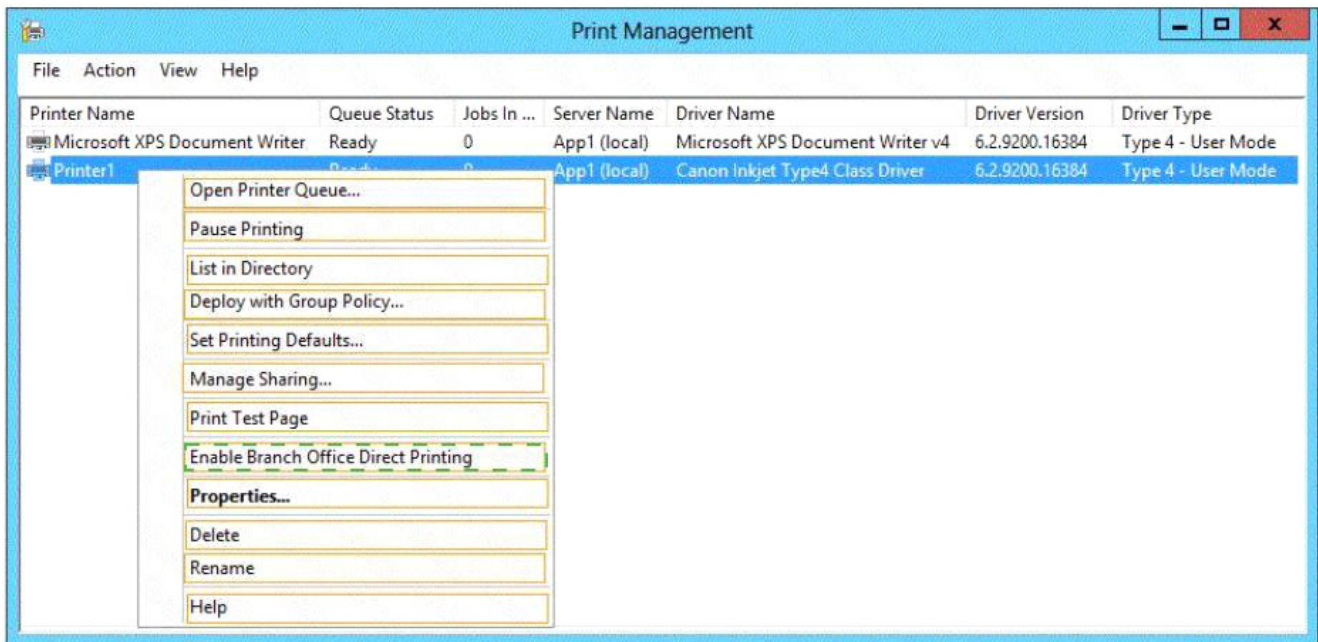 Print Management
File Action View Help
Printer Name Queue Status Jobs In ... Server Name Driver Name Driver Version Driver Type
Microsoft XPS Document Writer Ready 0 App1 (local) Microsoft XPS Document Writer v4 6.2.9200.16384 Type 4 - User Mode
Printer1 App1 (local) Canon Inkjet Type4 Class Driver 6.2.9200.16384 Type 4 - User Mode
Open Printer Queue...
Pause Printing
List in Directory
Deploy with Group Policy...
Set Printing Defaults...
Manage Sharing...
Print Test Page
Enable Branch Office Direct Printing
Properties...
Delete
Rename
Help